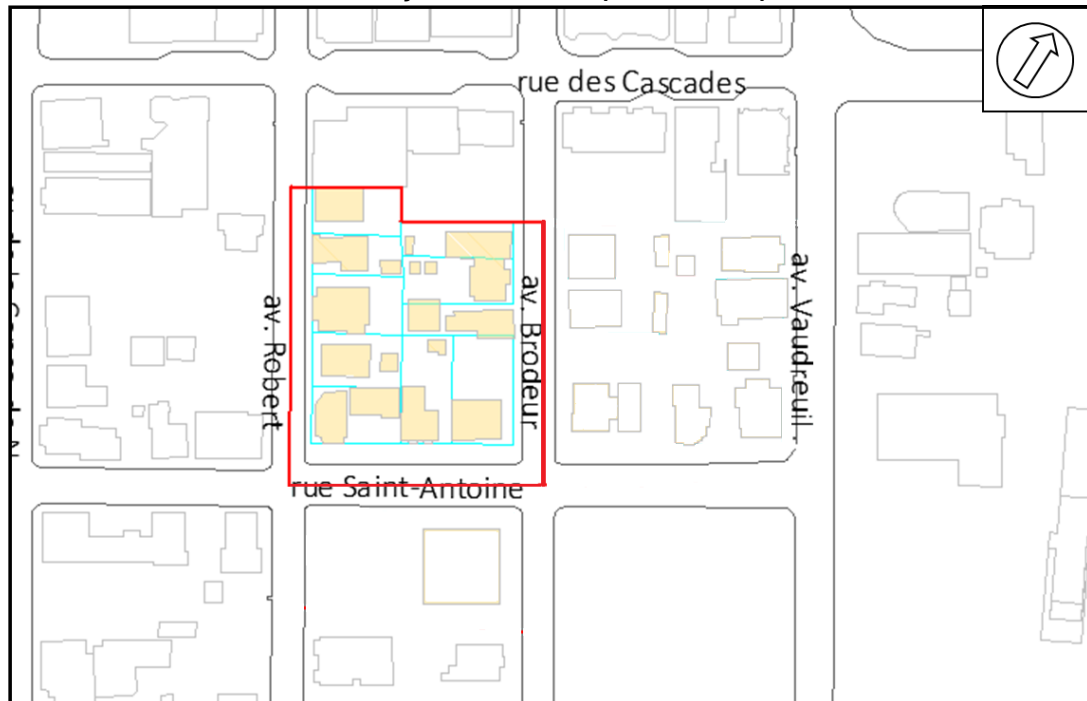 rue des Cascades
av. Robert
av. Brodeur
av. Vaudreuil
rue Saint-Antoine